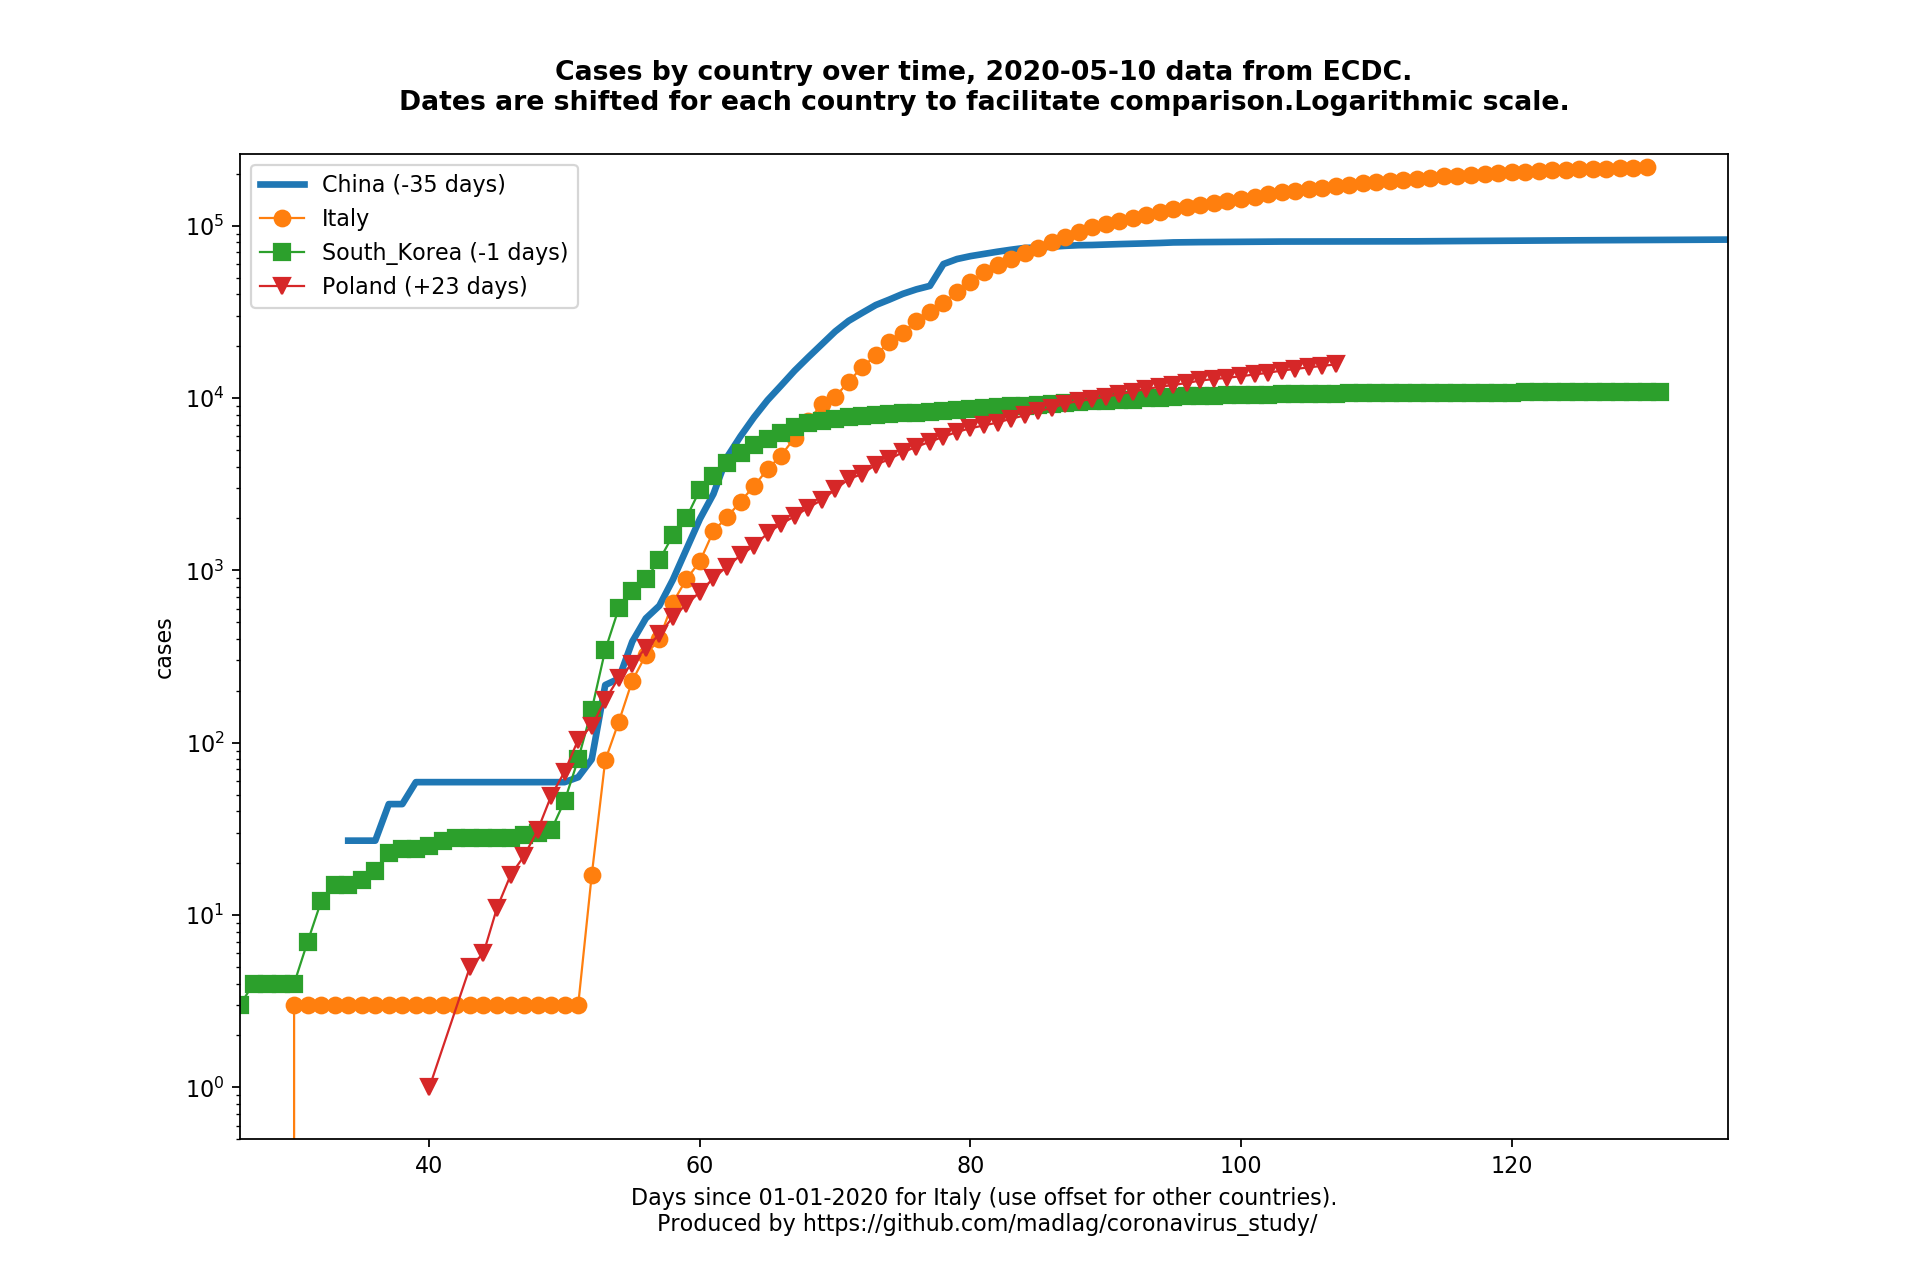 Cases by country over time, 2020-05-10 data from ECDC.
Dates are shifted for each country to facilitate comparison.Logarithmic scale.
China (-35 days)
Italy
South_Korea (-1 days)
Poland (+23 days)
10^5
10^4
10^3
10^2
10^1
10^0
cases
40 60 80 100 120
Days since 01-01-2020 for Italy (use offset for other countries).
Produced by https://github.com/madlag/coronavirus_study/